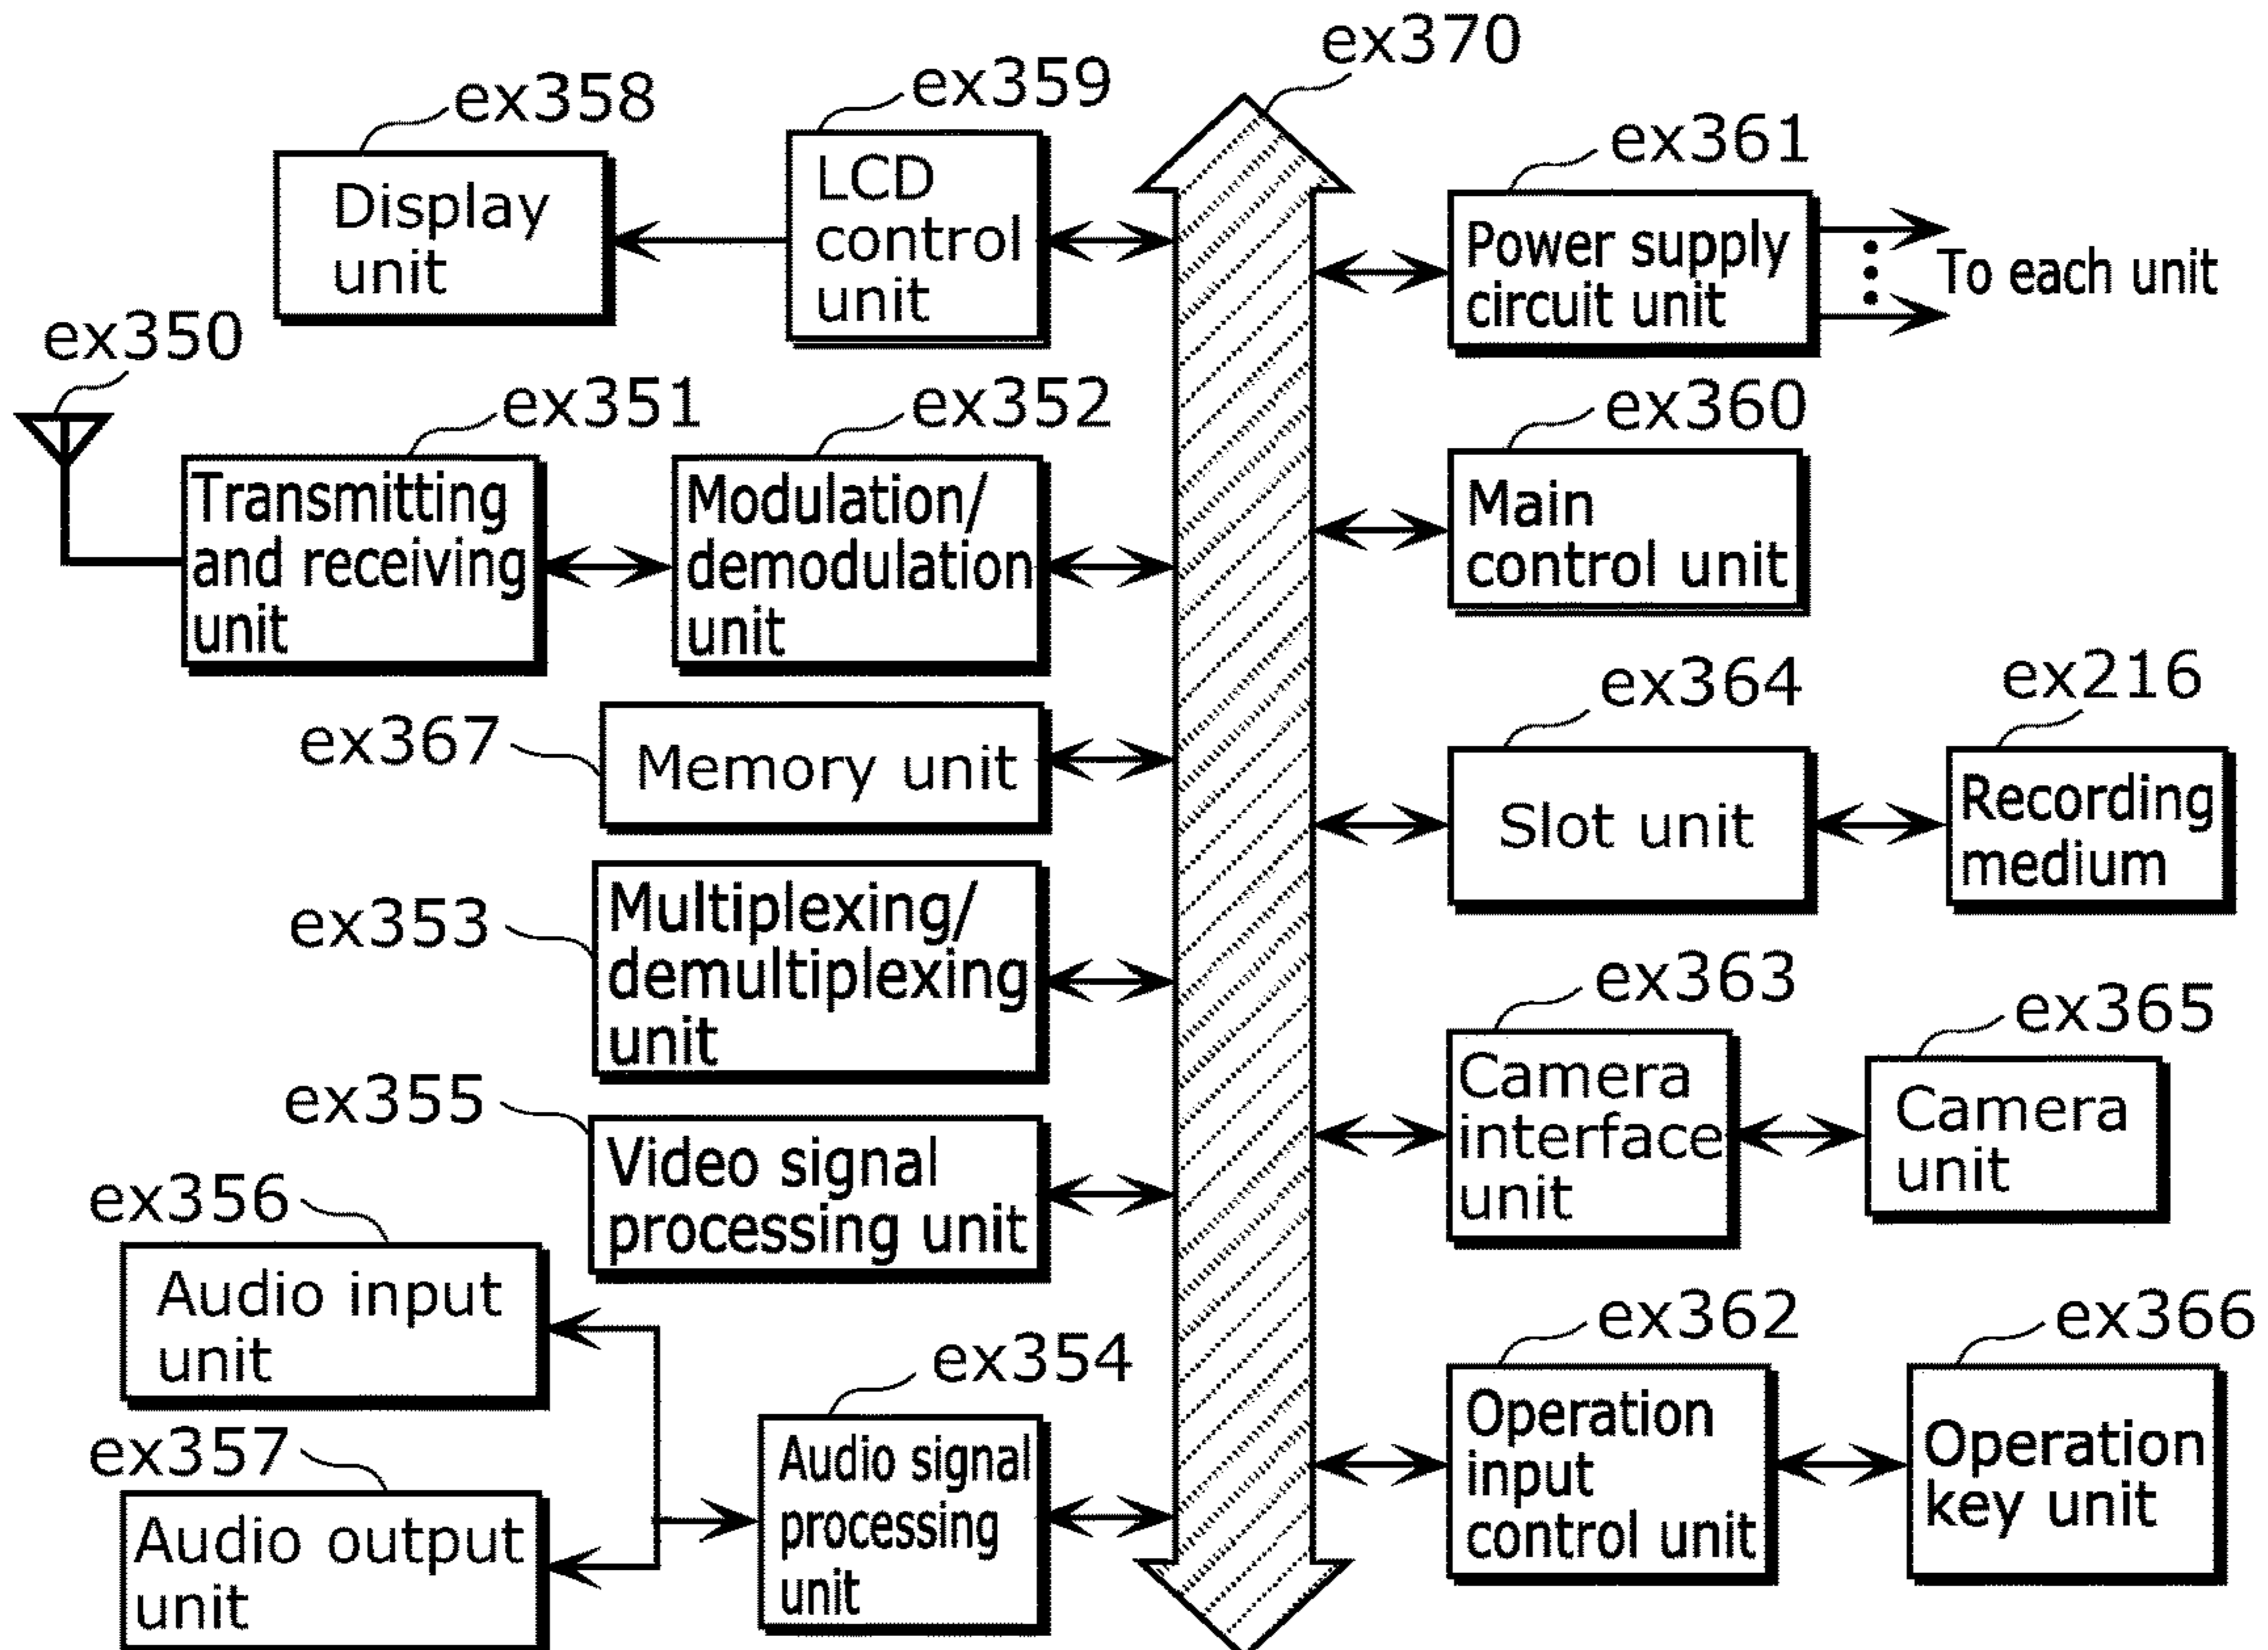 ex370
ex359
ex358
ex361
Display
unit
LCD
control
unit
Power supply
circuit unit
To each unit
ex350
ex351
ex352
ex360
Transmitting
and receiving
unit
Modulation/
demodulation
unit
Main
control unit
ex367
Memory unit
ex364
ex216
Slot unit
Recording
medium
ex353
Multiplexing/
demultiplexing
unit
ex363
ex365
Camera
interface
unit
Camera
unit
ex355
Video signal
processing unit
ex356
Audio input
unit
ex354
ex362
ex366
ex357
Audio output
unit
Audio signal
processing
unit
Operation
input
control unit
Operation
key unit